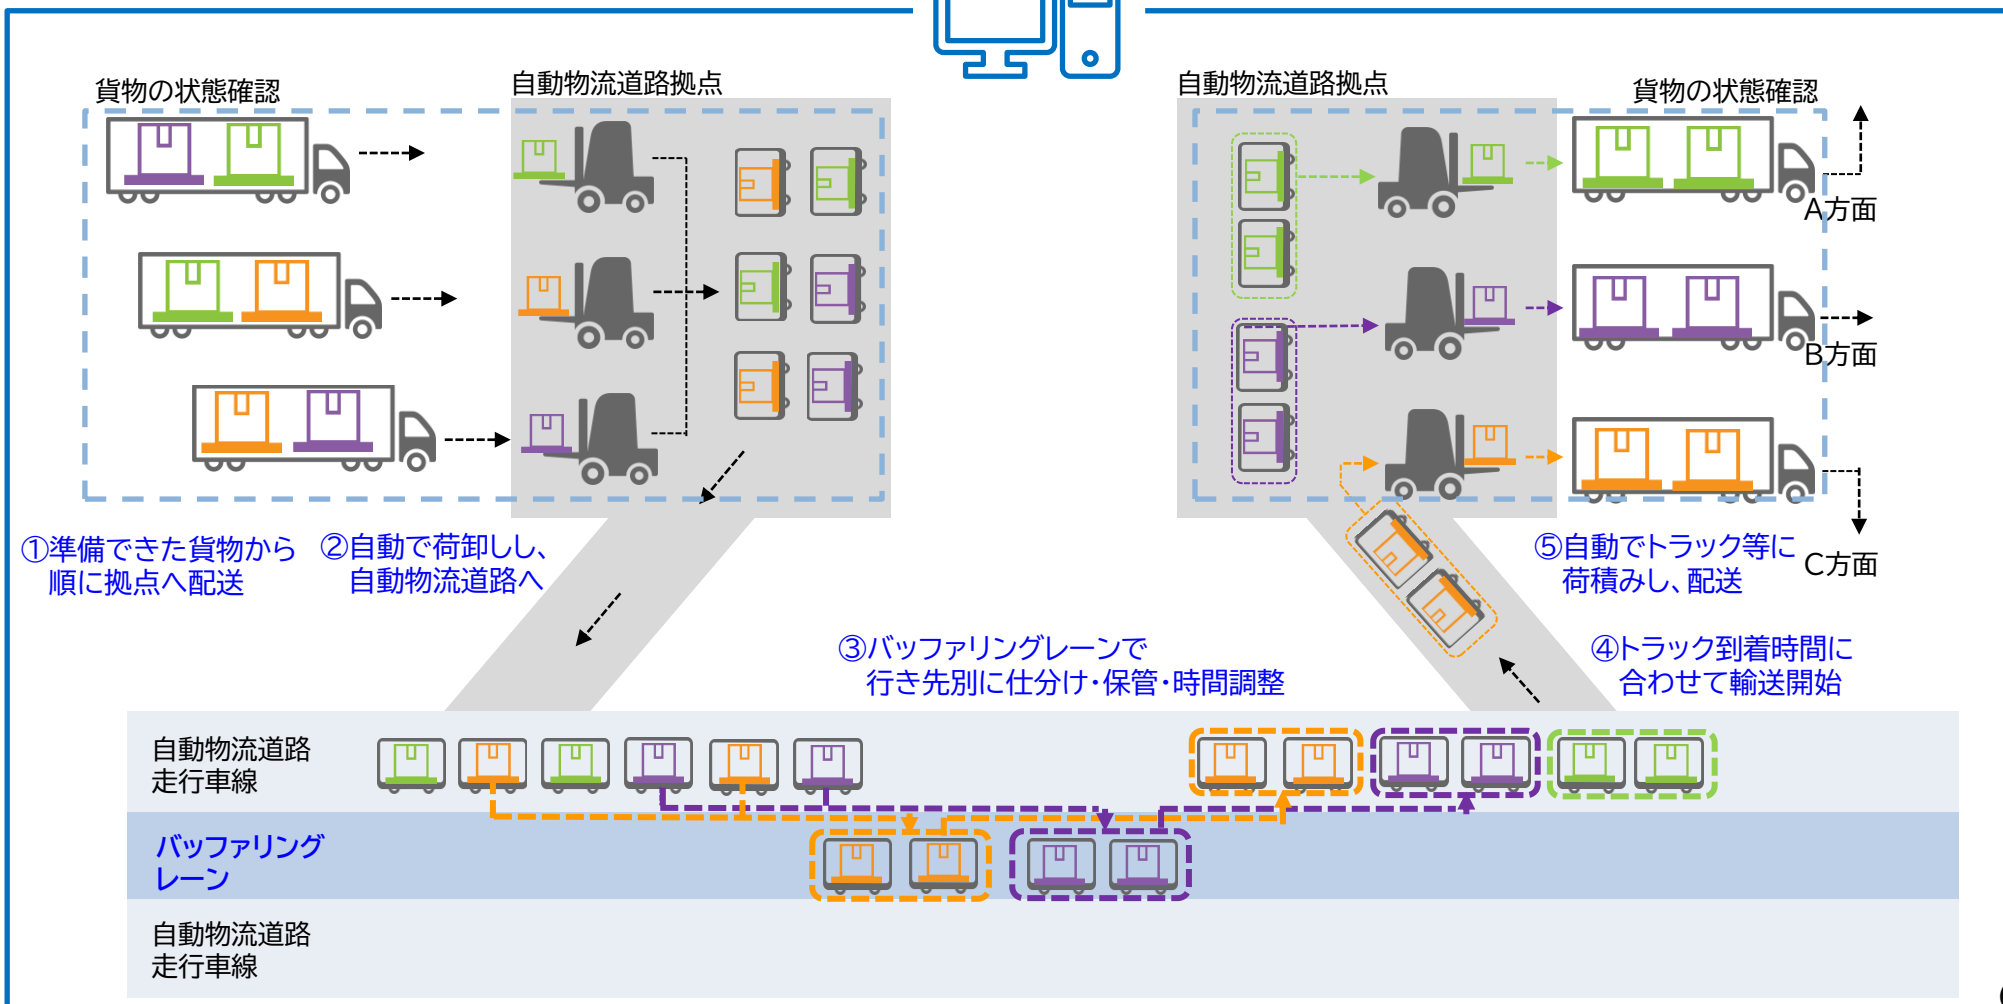 貨物の状態確認
自動物流道路拠点
自動物流道路拠点
貨物の状態確認
A方面
B方面
C方面
①準備できた貨物から
順に拠点へ配送
②自動で荷卸しし、
自動物流道路へ
③バッファリングレーンで
行き先別に仕分け・保管・時間調整
⑤自動でトラック等に
荷積みし、配送
④トラック到着時間に
合わせて輸送開始
自動物流道路
走行車線
バッファリング
レーン
自動物流道路
走行車線